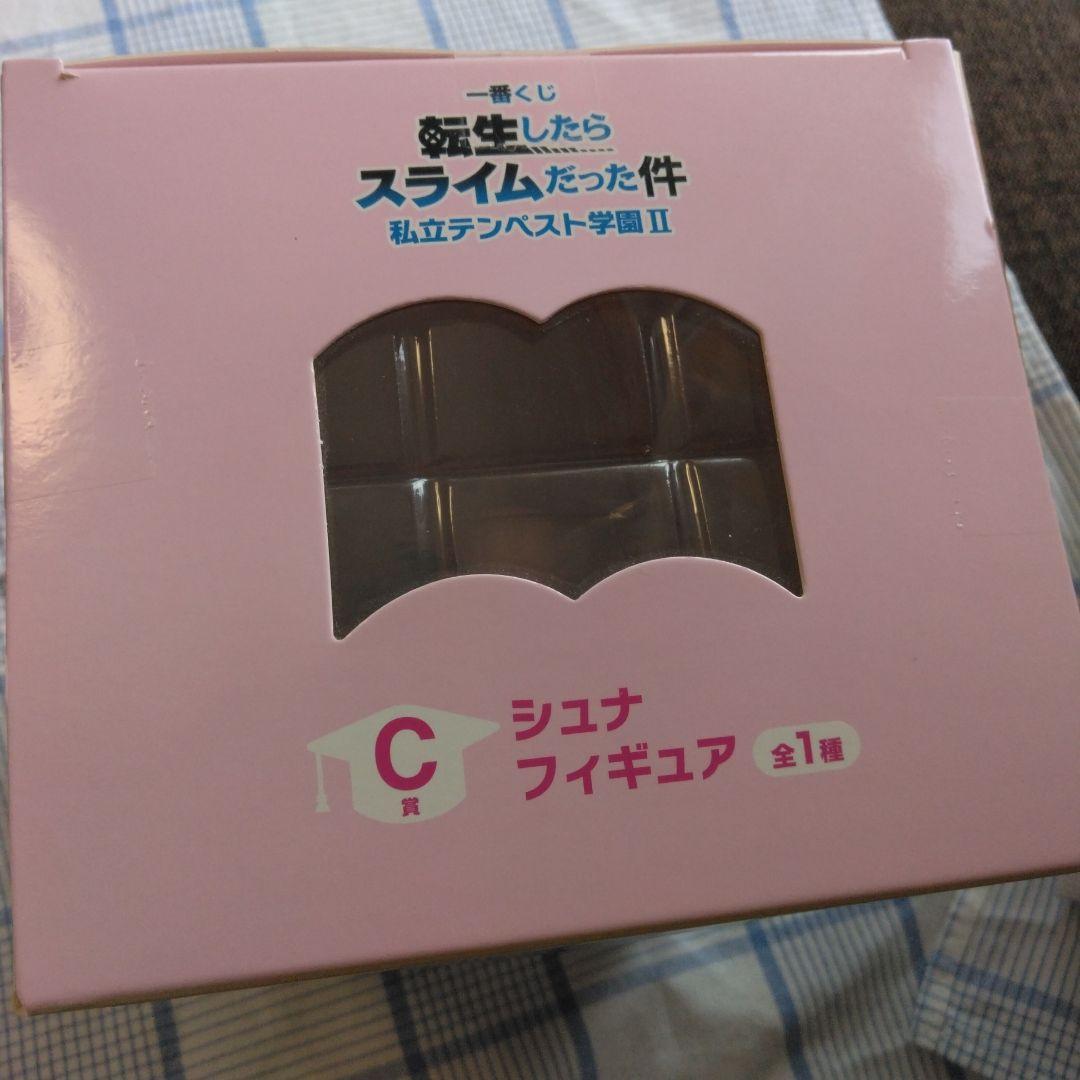 一番くじ
転生したら
スライムだった件
私立テンペスト学園Ⅱ
C賞
シュナ
フィギュア 全1種